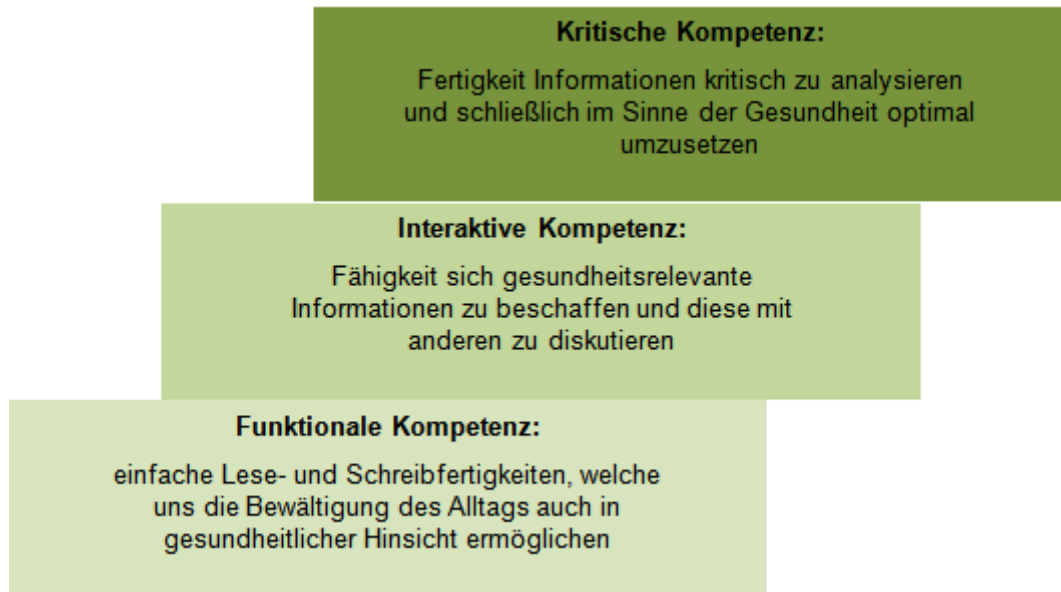 Kritische Kompetenz:
Fertigkeit Informationen kritisch zu analysieren
und schließlich im Sinne der Gesundheit optimal
umzusetzen
Interaktive Kompetenz:
Fähigkeit sich gesundheitsrelevante
Informationen zu beschaffen und diese mit
anderen zu diskutieren
Funktionale Kompetenz:
einfache Lese- und Schreibfertigkeiten, welche
uns die Bewältigung des Alltags auch in
gesundheitlicher Hinsicht ermöglichen